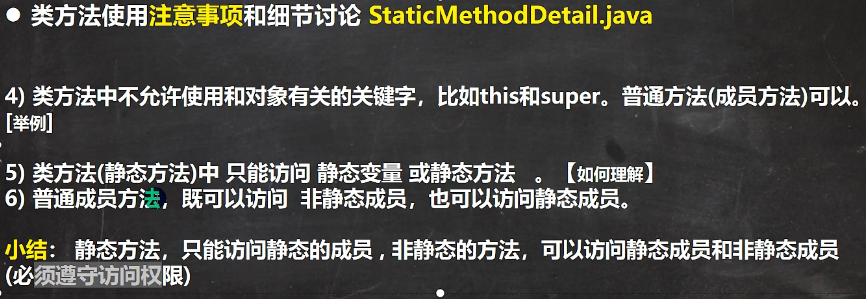 ● 类方法使用注意事项和细节讨论 StaticMethodDetail.java
4) 类方法中不允许使用和对象有关的关键字，比如this和super。普通方法(成员方法)可以。
[举例]
5) 类方法(静态方法)中 只能访问 静态变量 或静态方法 。【如何理解】
6) 普通成员方法，既可以访问 非静态成员，也可以访问静态成员。
小结： 静态方法，只能访问静态的成员 , 非静态的方法，可以访问静态成员和非静态成员
(必须遵守访问权限)